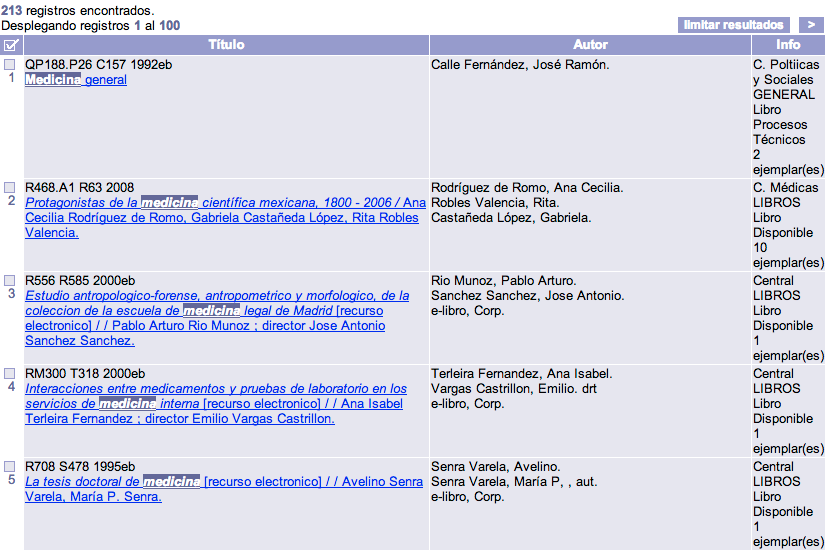 213 registros encontrados.
Desplegando registros 1 al 100
limitar resultados
>
Título
Autor
Info
1
QP188.P26 C157 1992eb
Medicina general
Calle Fernández, José Ramón.
C. Poltiicas
y Sociales
GENERAL
Libro
Procesos
Técnicos
2
ejemplar(es)
2
R468.A1 R63 2008
Protagonistas de la medicina científica mexicana, 1800 - 2006 / Ana
Cecilia Rodríguez de Romo, Gabriela Castañeda López, Rita Robles
Valencia.
Rodríguez de Romo, Ana Cecilia.
Robles Valencia, Rita.
Castañeda López, Gabriela.
C. Médicas
LIBROS
Libro
Disponible
10
ejemplar(es)
3
R556 R585 2000eb
Estudio antropologico-forense, antropometrico y morfologico, de la
coleccion de la escuela de medicina legal de Madrid [recurso
electronico] / / Pablo Arturo Rio Munoz ; director Jose Antonio
Sanchez Sanchez.
Rio Munoz, Pablo Arturo.
Sanchez Sanchez, Jose Antonio.
e-libro, Corp.
Central
LIBROS
Libro
Disponible
1
ejemplar(es)
4
RM300 T318 2000eb
Interacciones entre medicamentos y pruebas de laboratorio en los
servicios de medicina interna [recurso electronico] / / Ana Isabel
Terleira Fernandez ; director Emilio Vargas Castrillon.
Terleira Fernandez, Ana Isabel.
Vargas Castrillon, Emilio. drt
e-libro, Corp.
Central
LIBROS
Libro
Disponible
1
ejemplar(es)
5
R708 S478 1995eb
La tesis doctoral de medicina [recurso electronico] / / Avelino Senra
Varela, María P. Senra.
Senra Varela, Avelino.
Senra Varela, María P, , aut.
e-libro, Corp.
Central
LIBROS
Libro
Disponible
1
ejemplar(es)